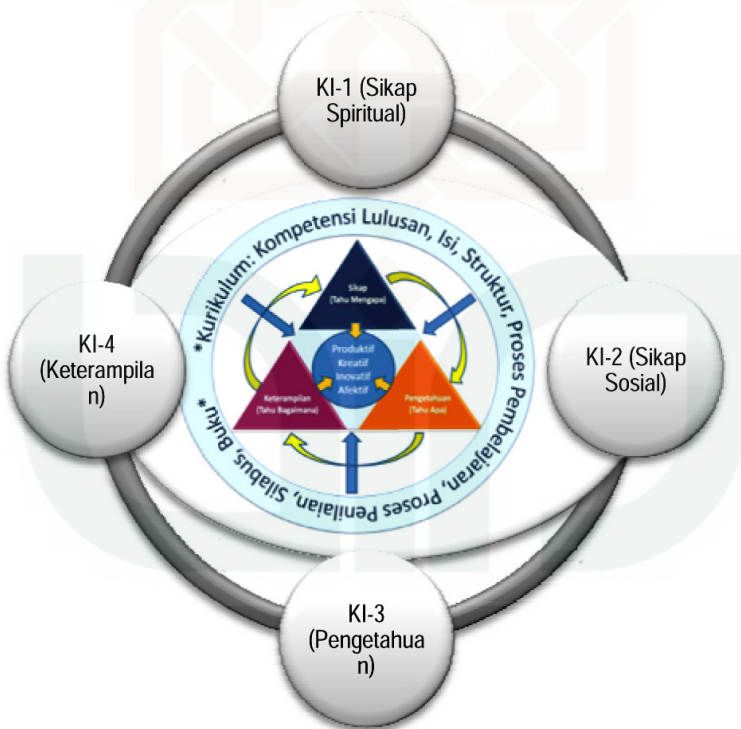 KI-1 (Sikap
Spiritual)
*Kurikulum: Kompetensi Lulusan, Isi, Struktur, Proses Pembelajaran, Proses Penilaian, Silabus, Buku*
Sikap
(Tahu Mengapa)
Produktif
Kreatif
Inovatif
Afektif
Keterampilan
(Tahu Bagaimana)
Pengetahuan
(Tahu Apa)
KI-4
(Keterampila
n)
KI-2 (Sikap
Sosial)
KI-3
(Pengetahua
n)